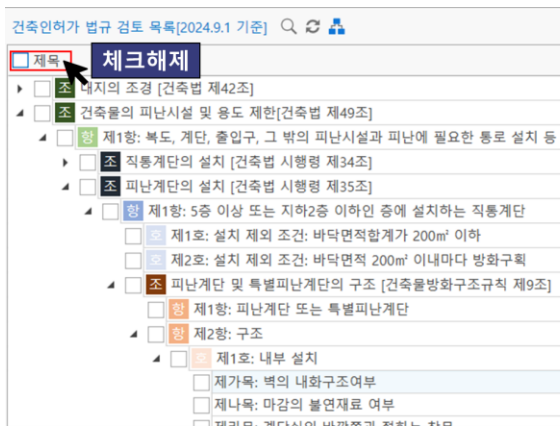 건축인허가 법규 검토 목록[2024.9.1 기준]
제목 체크해제
조 대지의 조경 [건축법 제42조]
조 건축물의 피난시설 및 용도 제한[건축법 제49조]
항 제1항: 복도, 계단, 출입구, 그 밖의 피난시설과 피난에 필요한 통로 설치 등
조 직통계단의 설치 [건축법 시행령 제34조]
조 피난계단의 설치 [건축법 시행령 제35조]
항 제1항: 5층 이상 또는 지하2층 이하인 층에 설치하는 직통계단
호 제1호: 설치 제외 조건: 바닥면적합계가 200㎡ 이하
호 제2호: 설치 제외 조건: 바닥면적 200㎡ 이내마다 방화구획
조 피난계단 및 특별피난계단의 구조 [건축물방화구조규칙 제9조]
항 제1항: 피난계단 또는 특별피난계단
항 제2항: 구조
호 제1호: 내부 설치
제가목: 벽의 내화구조여부
제나목: 마감의 불연재료 여부